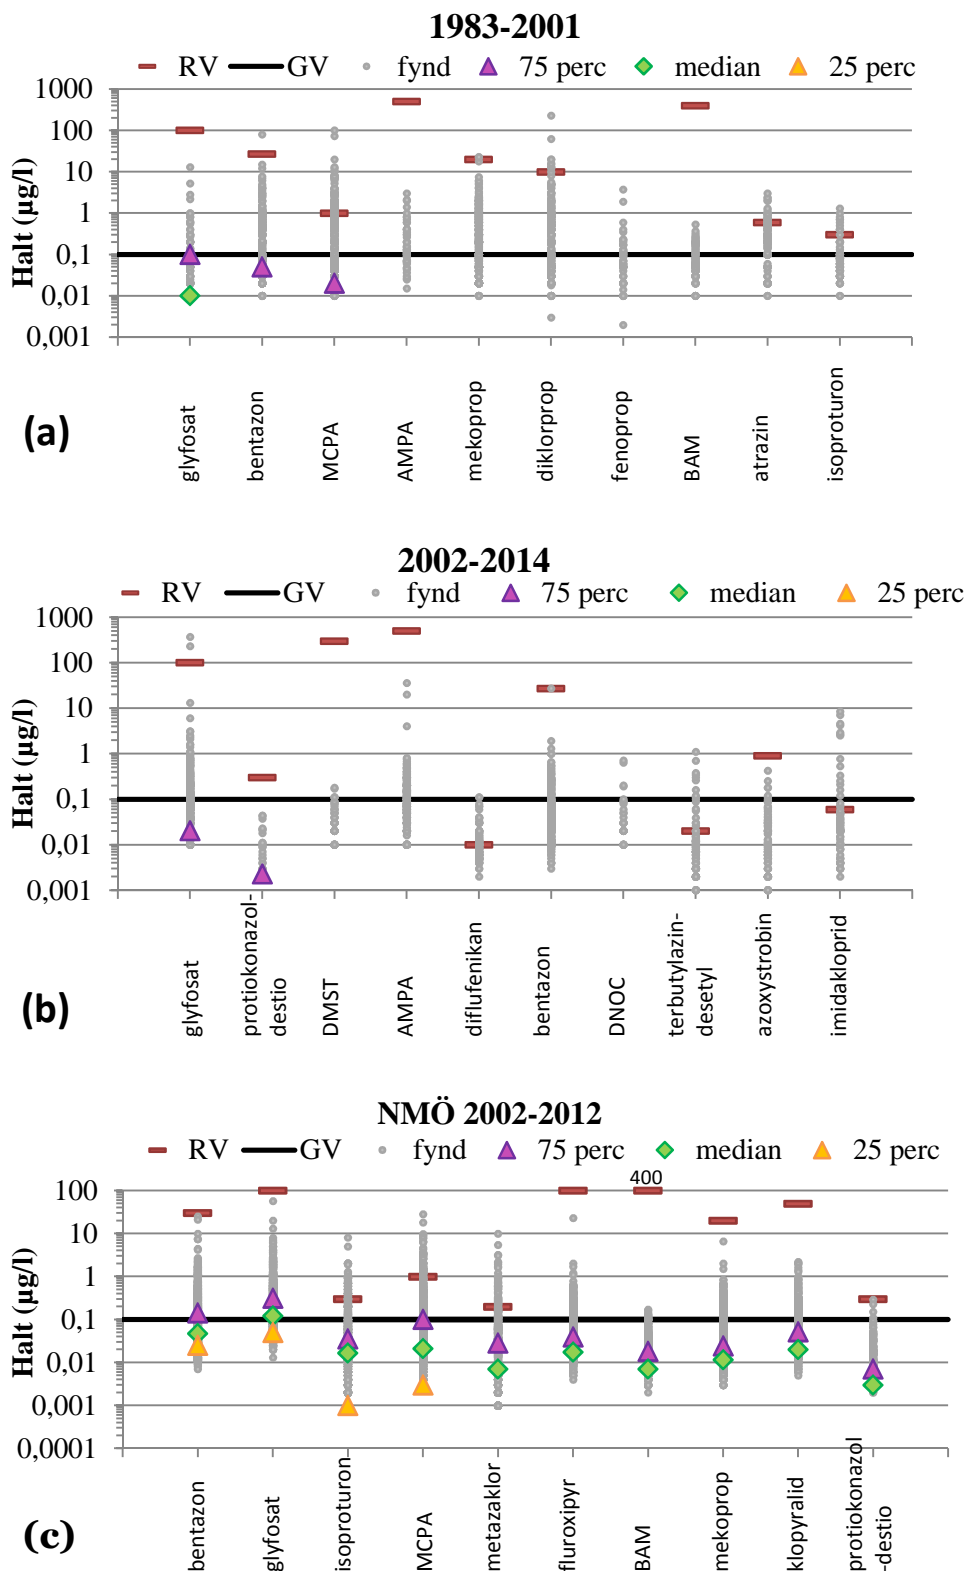 1983-2001
RV GV fynd 75 perc median 25 perc
1000
100
10
1
0,1
0,01
0,001
Halt (µg/l)
glyfosat
bentazon
MCPA
AMPA
mekoprop
diklorprop
fenoprop
BAM
atrazin
isoproturon
(a)
2002-2014
RV GV fynd 75 perc median 25 perc
1000
100
10
1
0,1
0,01
0,001
Halt (µg/l)
glyfosat
protiokonazol-
destio
DMST
AMPA
diflufenikan
bentazon
DNOC
terbutylazin-
desetyl
azoxystrobin
imidakloprid
(b)
NMÖ 2002-2012
RV GV fynd 75 perc median 25 perc
400
100
10
1
0,1
0,01
0,001
0,0001
Halt (µg/l)
bentazon
glyfosat
isoproturon
MCPA
metazaklor
fluroxipyr
BAM
mekoprop
klopyralid
protiokonazol
-destio
(c)